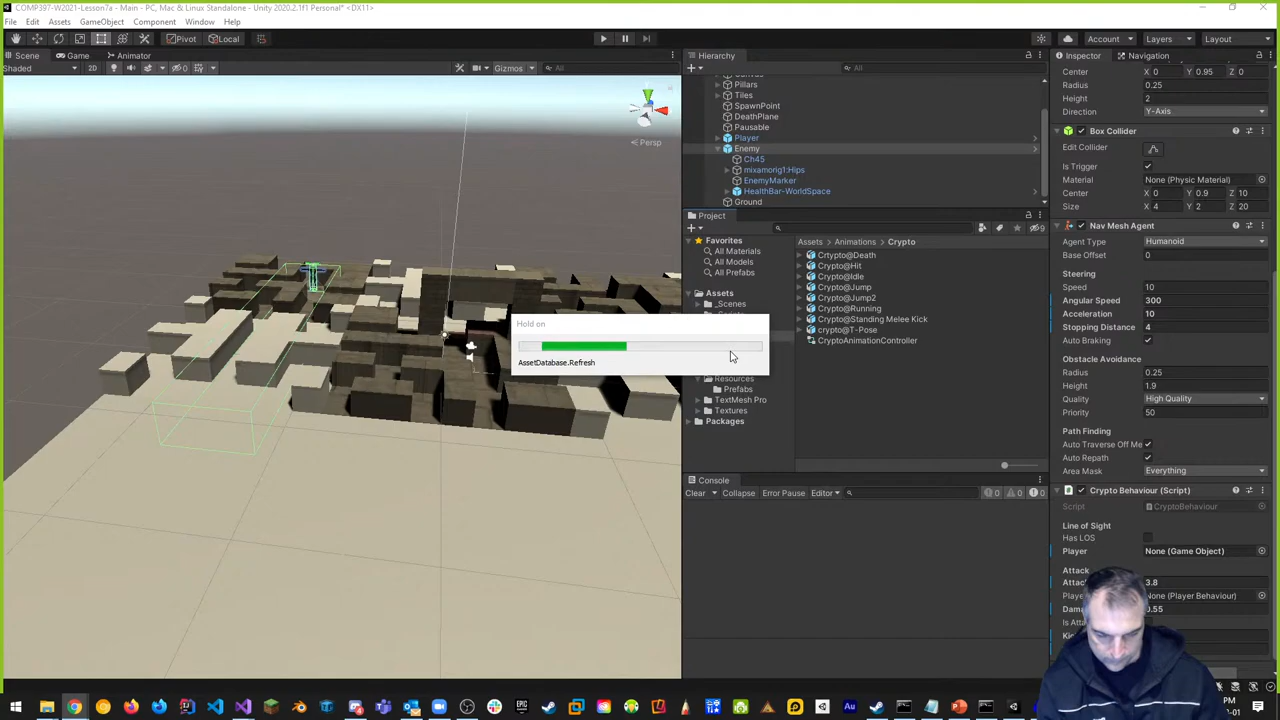 COMP397-W2021-Lesson7a - Main - PC, Mac & Linux Standalone - Unity 2020.2.1f1 Personal* <DX11>
File Edit Assets GameObject Component Window Help
Pivot Local Account Layers Layout
Scene Game Animator
Shaded 2D 0 Gizmos All
Persp
Hierarchy
All
Pillars
Tiles
SpawnPoint
DeathPlane
Pausable
Player
Enemy
Ch45
mixamorig1:Hips
EnemyMarker
HealthBar-WorldSpace
Ground
Project
9
Favorites
All Materials
All Models
All Prefabs
Assets
_Scenes
Resources
Prefabs
TextMesh Pro
Textures
Packages
Assets Animations Crypto
Crtypto@Death
Crypto@Hit
Crypto@Idle
Crypto@Jump
Crypto@Jump2
Crypto@Running
Crypto@Standing Melee Kick
crypto@T-Pose
CryptoAnimationController
Hold on
AssetDatabase.Refresh
Console
Clear Collapse Error Pause Editor 0 0 0
Inspector Navigation
Center X 0 Y 0.95 Z 0
Radius 0.25
Height 2
Direction Y-Axis
Box Collider
Edit Collider
Is Trigger
Material None (Physic Material)
Center X 0 Y 0.9 Z 10
Size X 4 Y 2 Z 20
Nav Mesh Agent
Agent Type Humanoid
Base Offset 0
Steering
Speed 10
Angular Speed 300
Acceleration 10
Stopping Distance 4
Auto Braking
Obstacle Avoidance
Radius 0.25
Height 1.9
Quality High Quality
Priority 50
Path Finding
Auto Traverse Off Me
Auto Repath
Area Mask Everything
Crypto Behaviour (Script)
Script CryptoBehaviour
Line of Sight
Has LOS
Player None (Game Object)
Attack
3.8
None (Player Behaviour)
0.55
PM